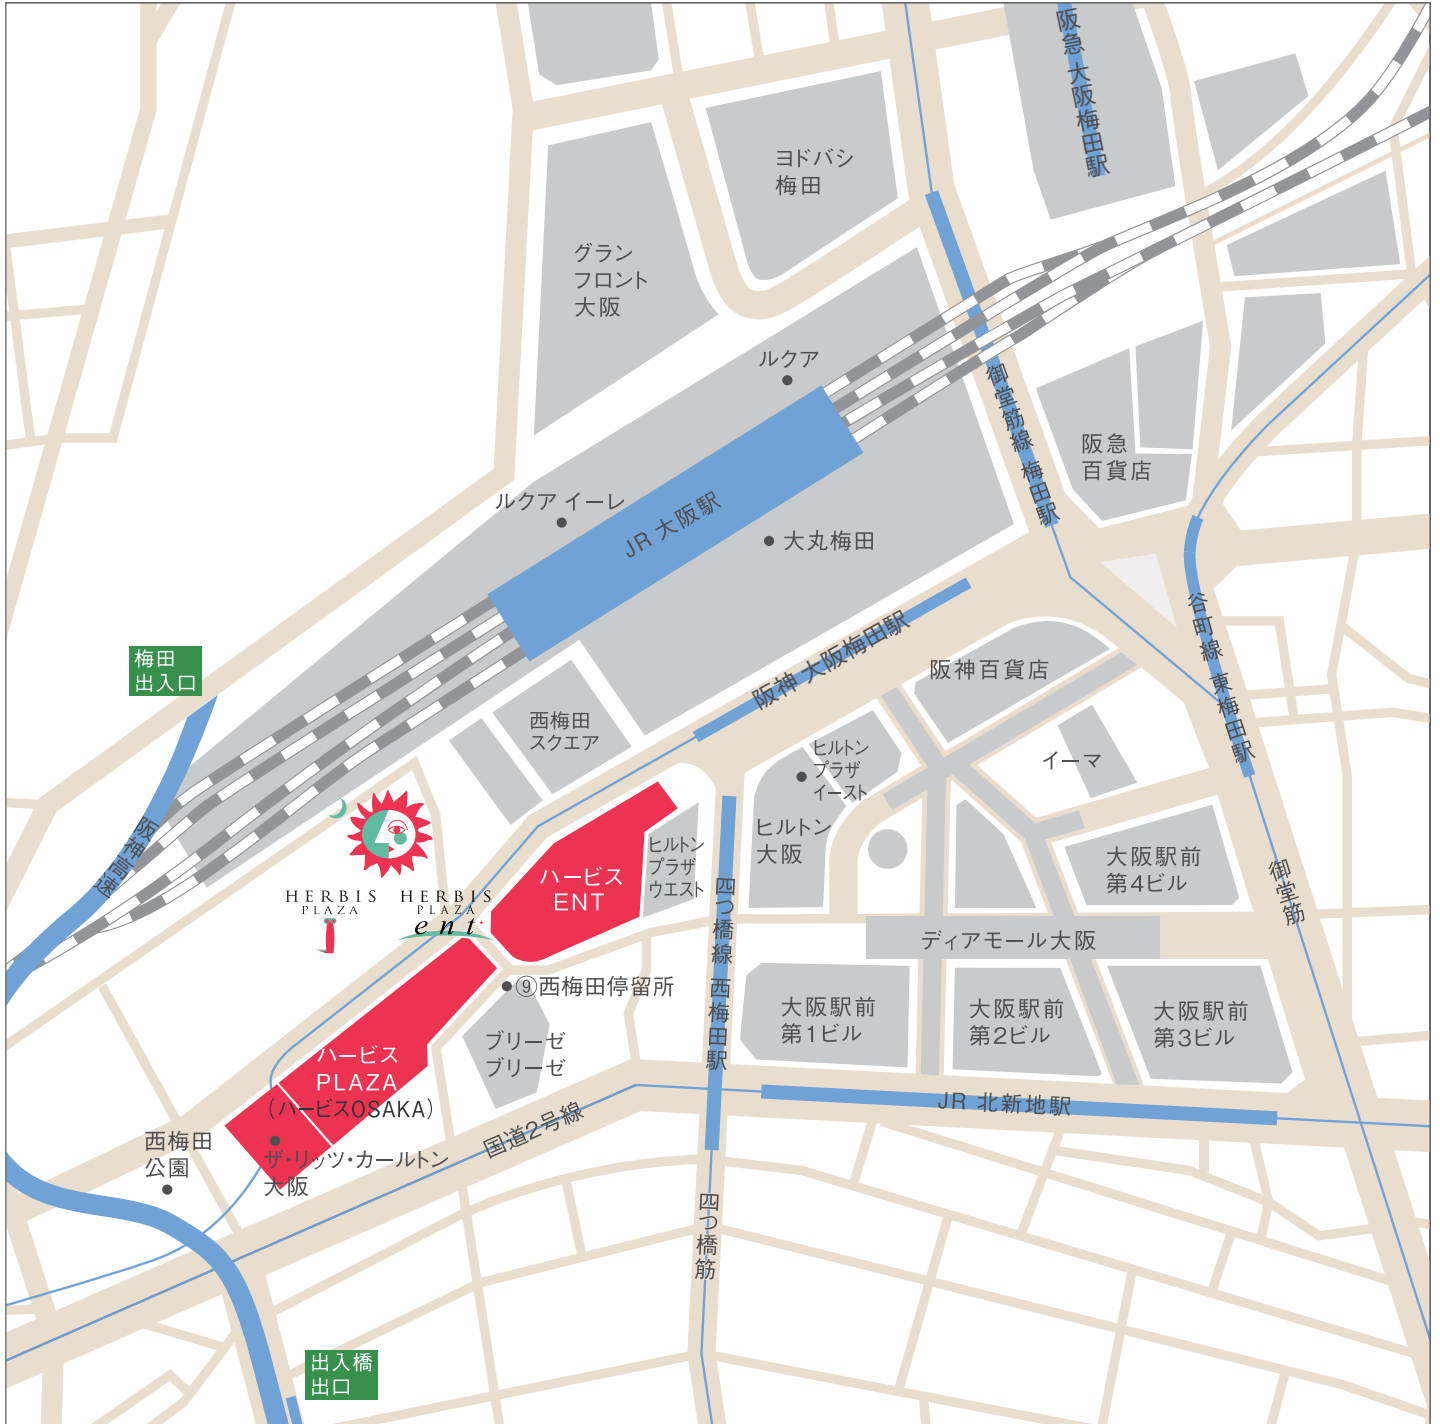 阪急 大阪梅田駅
ヨドバシ
梅田
グラン
フロント
大阪
ルクア
御堂筋線 梅田駅
阪急
百貨店
ルクア イーレ
JR 大阪駅
大丸梅田
谷町線 東梅田駅
阪神 大阪梅田駅
阪神百貨店
梅田
出入口
西梅田
スクエア
ヒルトン
プラザ
イースト
イーマ
阪神高速
ヒルトン
大阪
ヒルトン
プラザ
ウエスト
大阪駅前
第4ビル
ハービス
ENT
HERBIS
PLAZA
HERBIS
PLAZA
ent
四つ橋線 西梅田駅
御堂筋
ディアモール大阪
⑨西梅田停留所
大阪駅前
第1ビル
大阪駅前
第2ビル
大阪駅前
第3ビル
ブリーゼ
ブリーゼ
ハービス
PLAZA
(ハービスOSAKA)
JR 北新地駅
国道2号線
西梅田
公園
ザ・リッツ・カールトン
大阪
四つ橋筋
出入橋
出口